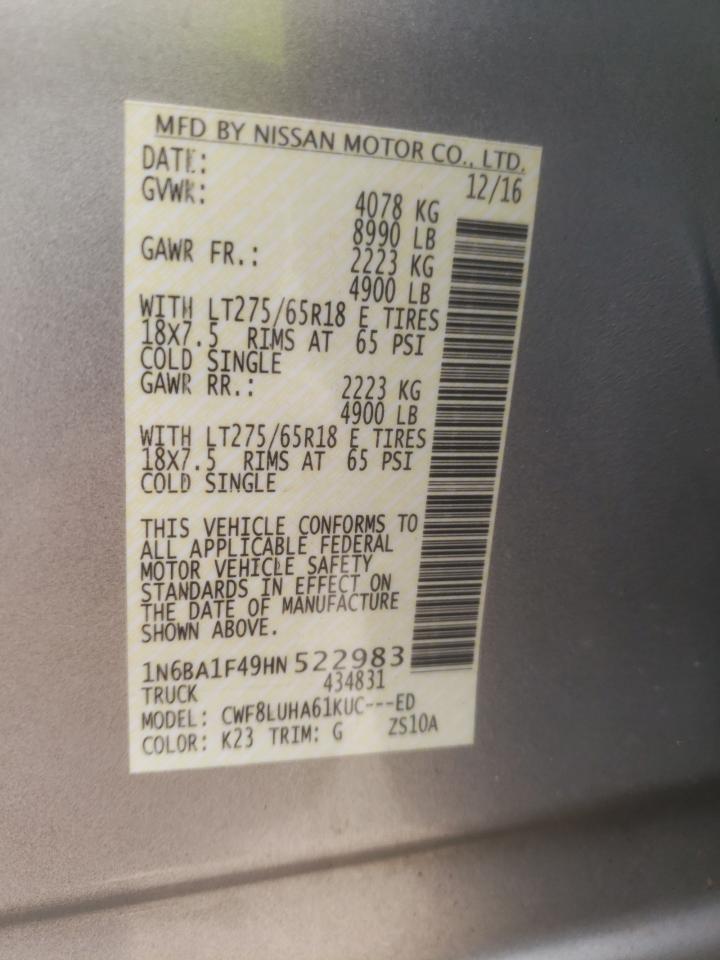 MFD BY NISSAN MOTOR CO., LTD.
DATE: 12/16
GVWR: 4078 KG
8990 LB
GAWR FR.: 2223 KG
4900 LB
WITH LT275/65R18 E TIRES
18X7.5 RIMS AT 65 PSI
COLD SINGLE
GAWR RR.: 2223 KG
4900 LB
WITH LT275/65R18 E TIRES
18X7.5 RIMS AT 65 PSI
COLD SINGLE
THIS VEHICLE CONFORMS TO
ALL APPLICABLE FEDERAL
MOTOR VEHICLE SAFETY
STANDARDS IN EFFECT ON
THE DATE OF MANUFACTURE
SHOWN ABOVE.
1N6BA1F49HN522983
TRUCK 434831
MODEL: CWF8LUHA61KUC---ED
COLOR: K23 TRIM: G ZS10A